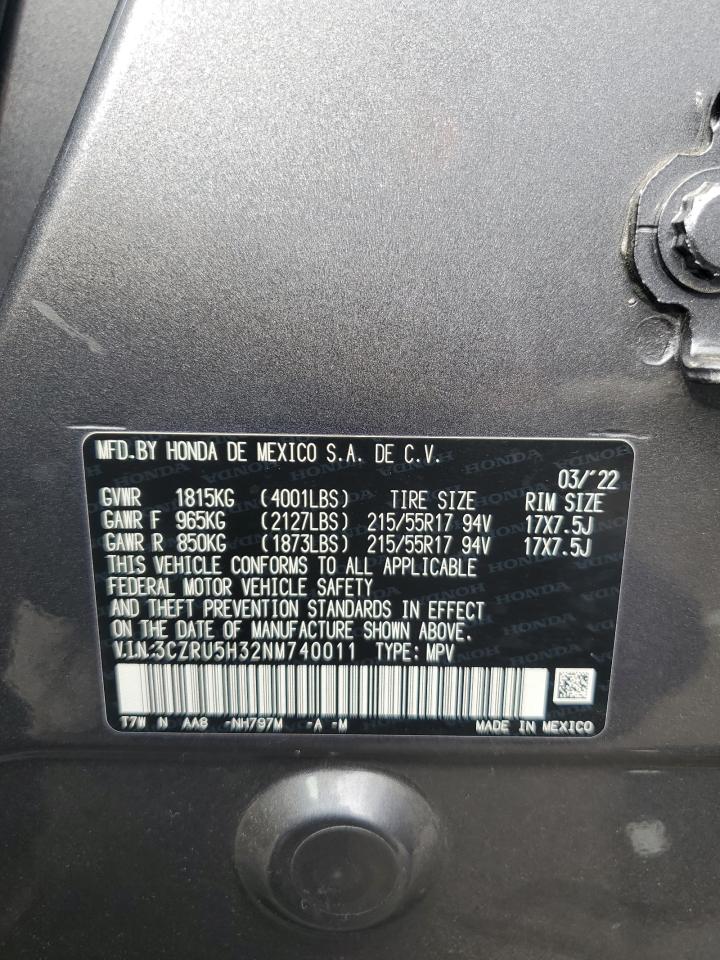 MFD.BY HONDA DE MEXICO S.A. DE C.V.
03/'22
GVWR 1815KG (4001LBS) TIRE SIZE RIM SIZE
GAWR F 965KG (2127LBS) 215/55R17 94V 17X7.5J
GAWR R 850KG (1873LBS) 215/55R17 94V 17X7.5J
THIS VEHICLE CONFORMS TO ALL APPLICABLE
FEDERAL MOTOR VEHICLE SAFETY
AND THEFT PREVENTION STANDARDS IN EFFECT
ON THE DATE OF MANUFACTURE SHOWN ABOVE.
V.I.N.:3CZRU5H32NM740011 TYPE: MPV
T7W N AA8 -NH797M -A -M MADE IN MEXICO